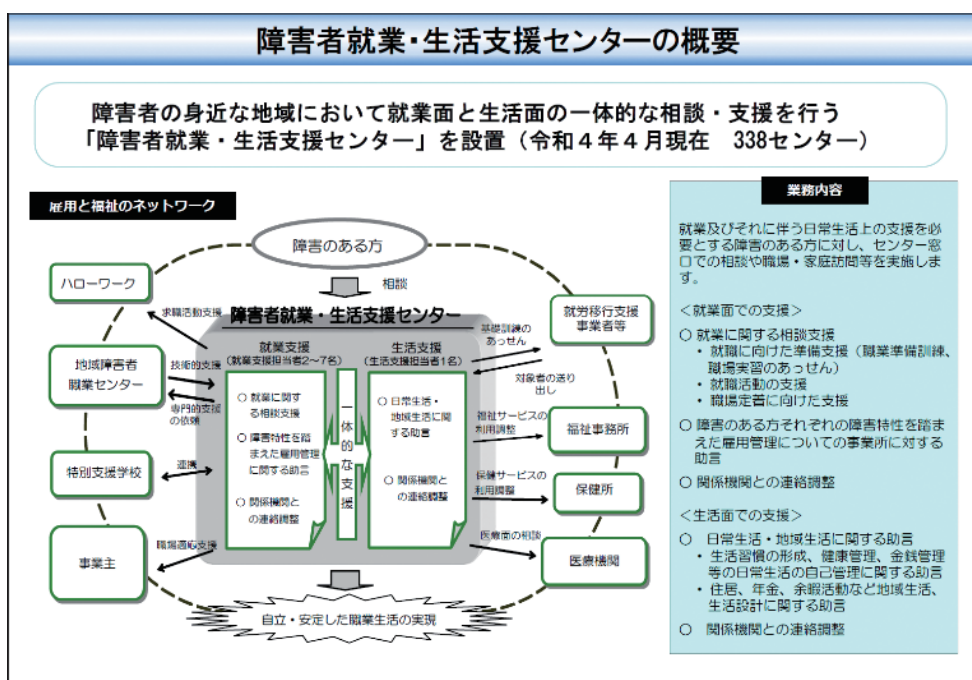 障害者就業・生活支援センターの概要
障害者の身近な地域において就業面と生活面の一体的な相談・支援を行う
「障害者就業・生活支援センター」を設置（令和４年４月現在　338センター）
雇用と福祉のネットワーク
障害のある方
相談
ハローワーク
求職活動支援
地域障害者
職業センター
技術的支援
専門的支援
の依頼
特別支援学校
連携
事業主
職場適応支援
障害者就業・生活支援センター
就業支援
（就業支援担当者2～7名）
○ 就業に関す
る相談支援
○ 障害特性を踏
まえた雇用管理
に関する助言
○ 関係機関と
の連絡調整
一体的な支援
生活支援
（生活支援担当者1名）
○ 日常生活・
地域生活に関
する助言
○ 関係機関と
の連絡調整
基礎訓練の
あっせん
就労移行支援
事業者等
対象者の送り
出し
福祉サービスの
利用調整
福祉事務所
保健サービスの
利用調整
保健所
医療面の相談
医療機関
自立・安定した職業生活の実現
業務内容
就業及びそれに伴う日常生活上の支援を必
要とする障害のある方に対し、センター窓
口での相談や職場・家庭訪問等を実施しま
す。
＜就業面での支援＞
○ 就業に関する相談支援
・ 就職に向けた準備支援（職業準備訓練、
職場実習のあっせん）
・ 就職活動の支援
・ 職場定着に向けた支援
○ 障害のある方それぞれの障害特性を踏ま
えた雇用管理についての事業所に対する
助言
○ 関係機関との連絡調整
＜生活面での支援＞
○ 日常生活・地域生活に関する助言
・ 生活習慣の形成、健康管理、金銭管理
等の日常生活の自己管理に関する助言
・ 住居、年金、余暇活動など地域生活、
生活設計に関する助言
○ 関係機関との連絡調整